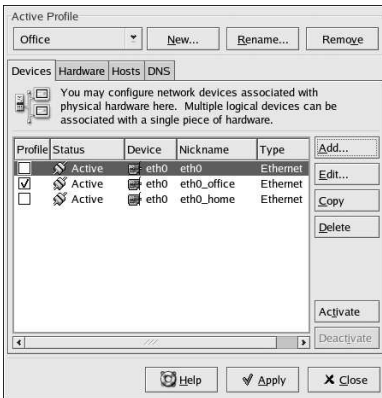 Active Profile
Office New... Rename... Remove
Devices Hardware Hosts DNS
You may configure network devices associated with
physical hardware here. Multiple logical devices can be
associated with a single piece of hardware.
Profile Status Device Nickname Type
Active eth0 eth0 Ethernet
Active eth0 eth0_office Ethernet
Active eth0 eth0_home Ethernet
Add...
Edit...
Copy
Delete
Activate
Deactivate
Help Apply Close